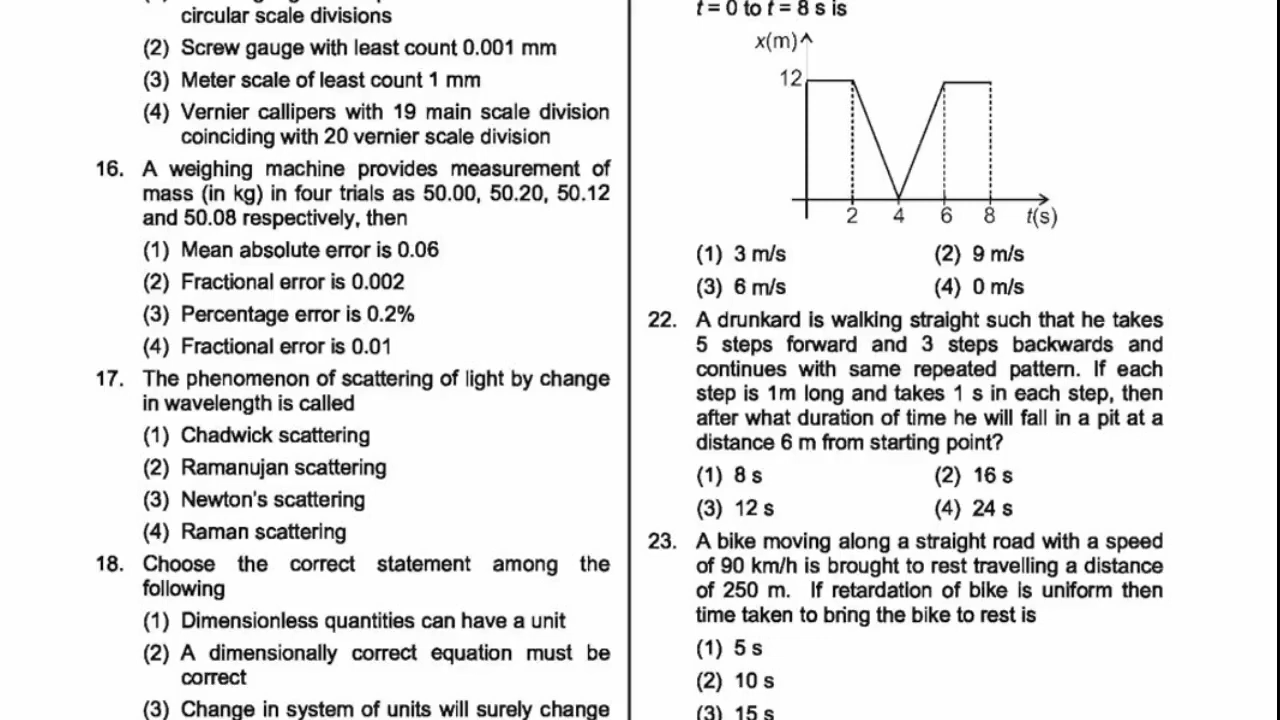 circular scale divisions
(2) Screw gauge with least count 0.001 mm
(3) Meter scale of least count 1 mm
(4) Vernier callipers with 19 main scale division
coinciding with 20 vernier scale division
16. A weighing machine provides measurement of
mass (in kg) in four trials as 50.00, 50.20, 50.12
and 50.08 respectively, then
(1) Mean absolute error is 0.06
(2) Fractional error is 0.002
(3) Percentage error is 0.2%
(4) Fractional error is 0.01
17. The phenomenon of scattering of light by change
in wavelength is called
(1) Chadwick scattering
(2) Ramanujan scattering
(3) Newton's scattering
(4) Raman scattering
18. Choose the correct statement among the
following
(1) Dimensionless quantities can have a unit
(2) A dimensionally correct equation must be
correct
(3) Change in system of units will surely change
t = 0 to t = 8 s is
x(m)
12
2 4 6 8 t(s)
(1) 3 m/s (2) 9 m/s
(3) 6 m/s (4) 0 m/s
22. A drunkard is walking straight such that he takes
5 steps forward and 3 steps backwards and
continues with same repeated pattern. If each
step is 1m long and takes 1 s in each step, then
after what duration of time he will fall in a pit at a
distance 6 m from starting point?
(1) 8 s (2) 16 s
(3) 12 s (4) 24 s
23. A bike moving along a straight road with a speed
of 90 km/h is brought to rest travelling a distance
of 250 m. If retardation of bike is uniform then
time taken to bring the bike to rest is
(1) 5 s
(2) 10 s
(3) 15 s